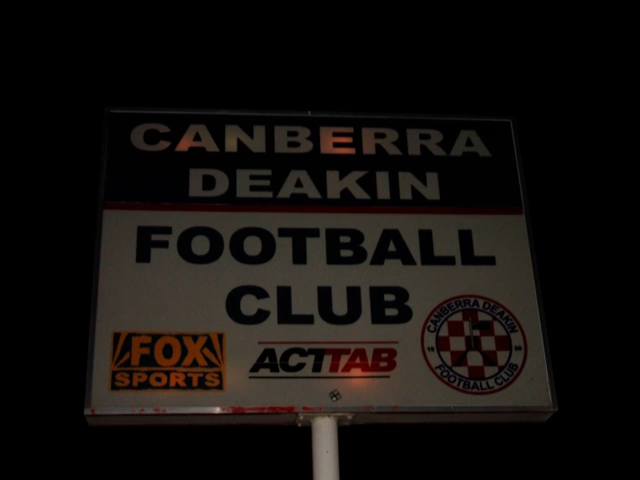 CANBERRA
DEAKIN
FOOTBALL
CLUB
FOX
SPORTS
ACTTAB
CANBERRA DEAKIN
FOOTBALL CLUB